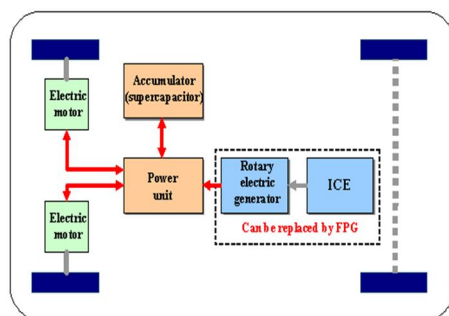 Electric
motor
Accumulator
(supercapacitor)
Power
unit
Rotary
electric
generator
ICE
Can be replaced by FPG
Electric
motor